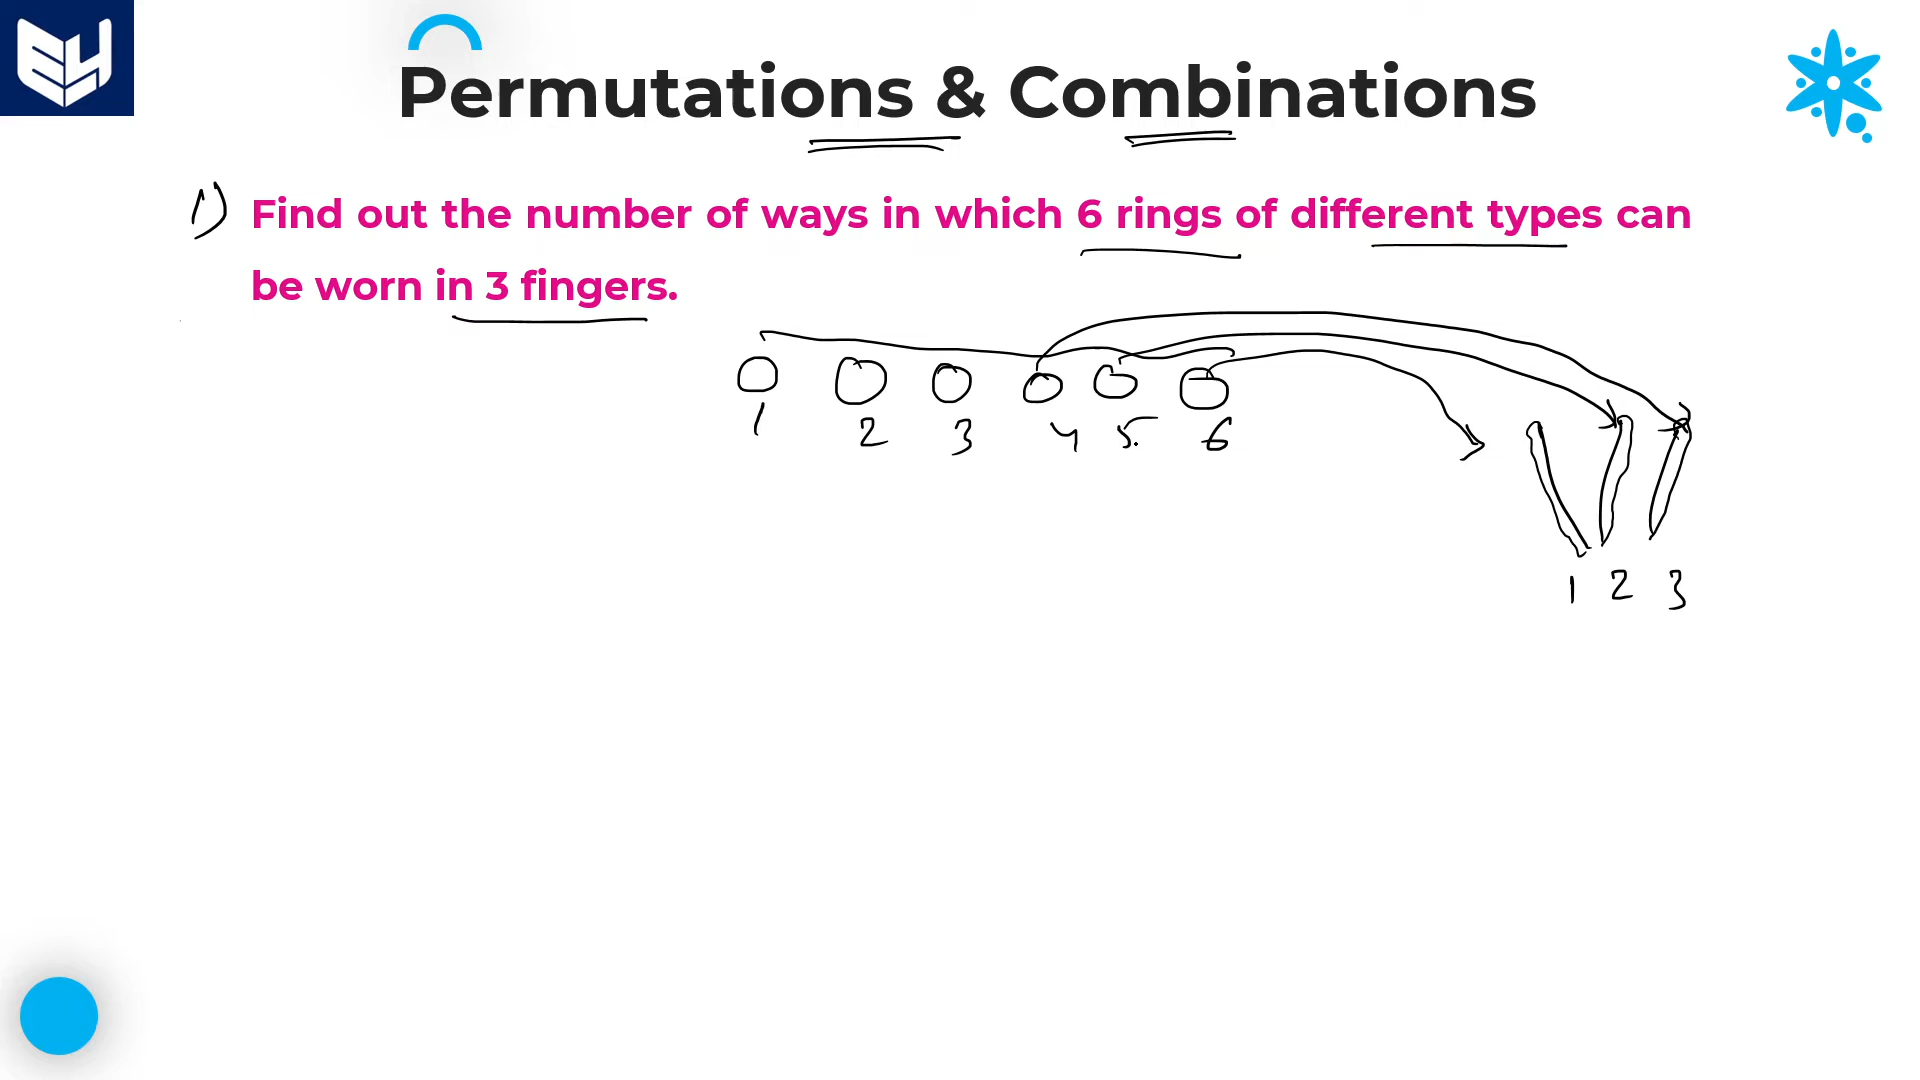 EY
Permutations & Combinations
1) Find out the number of ways in which 6 rings of different types can
be worn in 3 fingers.
1 2 3 4 5. 6
1 2 3